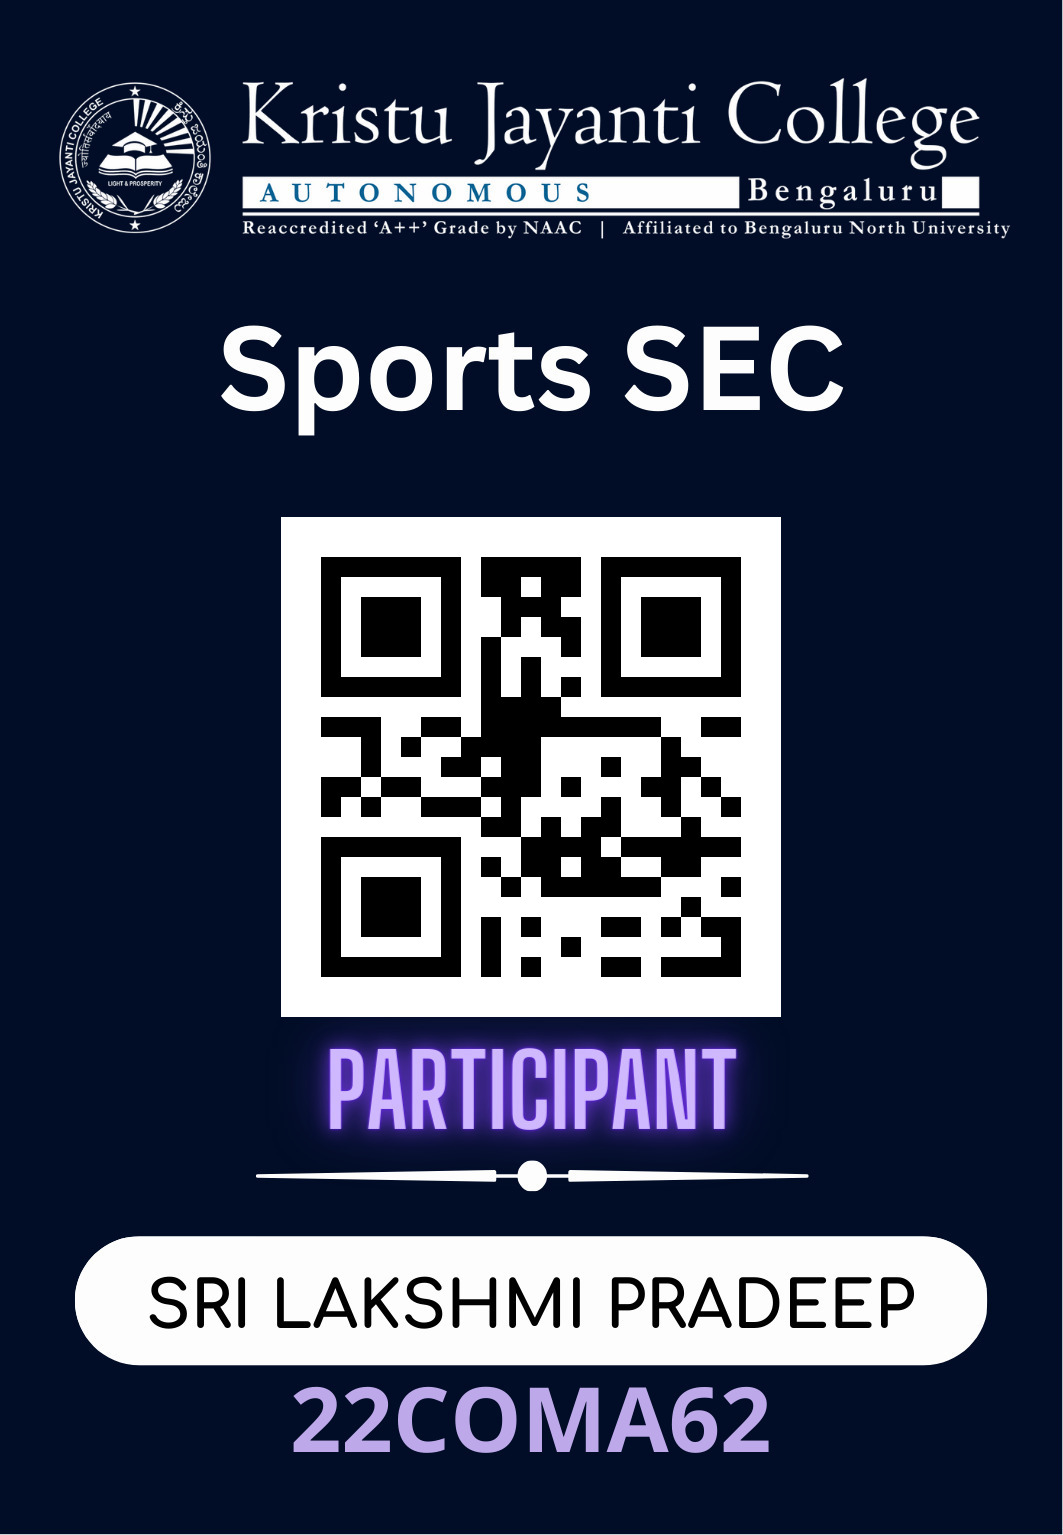 KRISTU JAYANTI COLLEGE
ಕ್ರಿಸ್ತು ಜಯಂತಿ ಕಾಲೇಜು
LIGHT & PROSPERITY
Kristu Jayanti College
AUTONOMOUS Bengaluru
Reaccredited ‘A++’ Grade by NAAC | Affiliated to Bengaluru North University
Sports SEC
PARTICIPANT
SRI LAKSHMI PRADEEP
22COMA62